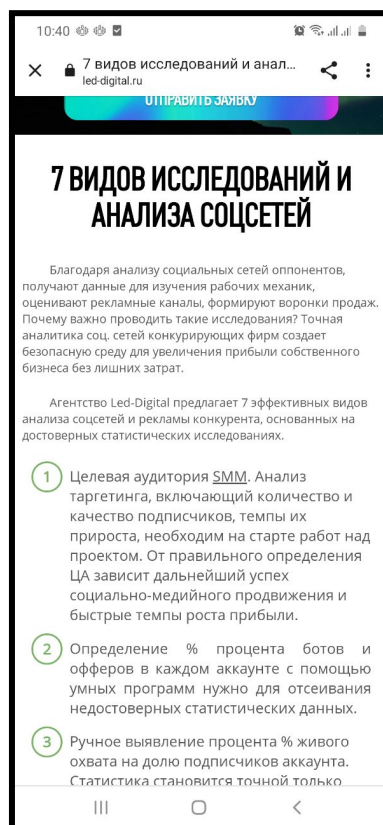 10:40
7 видов исследований и анал...
led-digital.ru
ОТПРАВИТЬ ЗАЯВКУ
7 ВИДОВ ИССЛЕДОВАНИЙ И
АНАЛИЗА СОЦСЕТЕЙ
Благодаря анализу социальных сетей оппонентов,
получают данные для изучения рабочих механик,
оценивают рекламные каналы, формируют воронки продаж.
Почему важно проводить такие исследования? Точная
аналитика соц. сетей конкурирующих фирм создает
безопасную среду для увеличения прибыли собственного
бизнеса без лишних затрат.
Агентство Led-Digital предлагает 7 эффективных видов
анализа соцсетей и рекламы конкурента, основанных на
достоверных статистических исследованиях.
1 Целевая аудитория SMM. Анализ
таргетинга, включающий количество и
качество подписчиков, темпы их
прироста, необходим на старте работ над
проектом. От правильного определения
ЦА зависит дальнейший успех
социально-медийного продвижения и
быстрые темпы роста прибыли.
2 Определение % процента ботов и
офферов в каждом аккаунте с помощью
умных программ нужно для отсеивания
недостоверных статистических данных.
3 Ручное выявление процента % живого
охвата на долю подписчиков аккаунта.
Статистика становится точной только